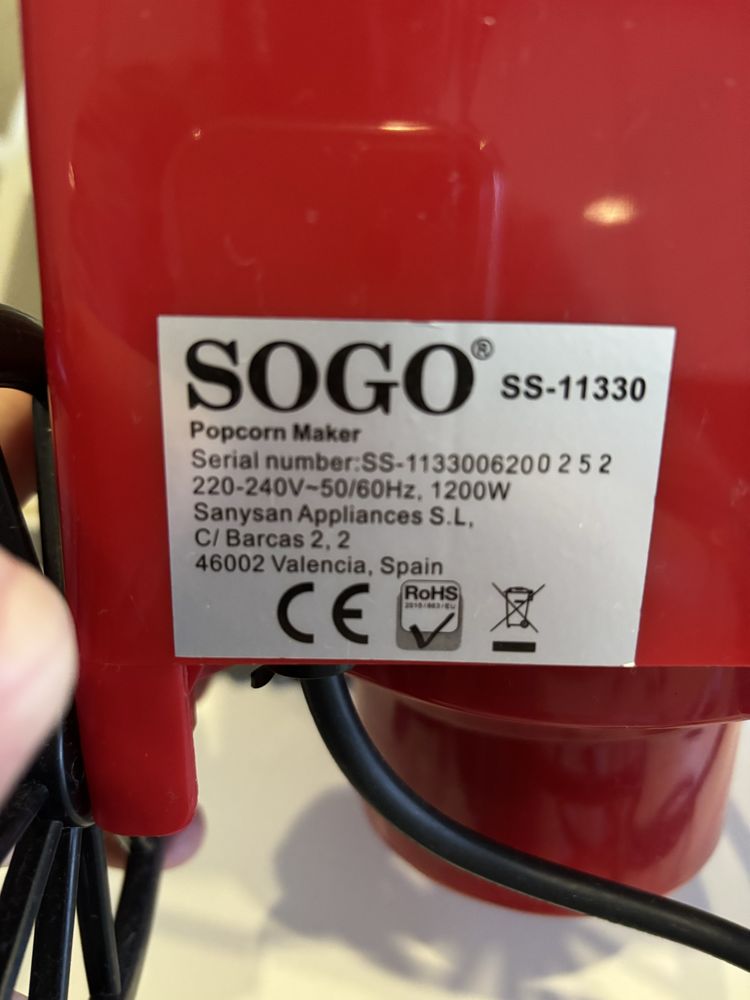 SOGO® SS-11330
Popcorn Maker
Serial number:SS-1133006200 2 5 2
220-240V~50/60Hz, 1200W
Sanysan Appliances S.L,
C/ Barcas 2, 2
46002 Valencia, Spain
CE RoHS